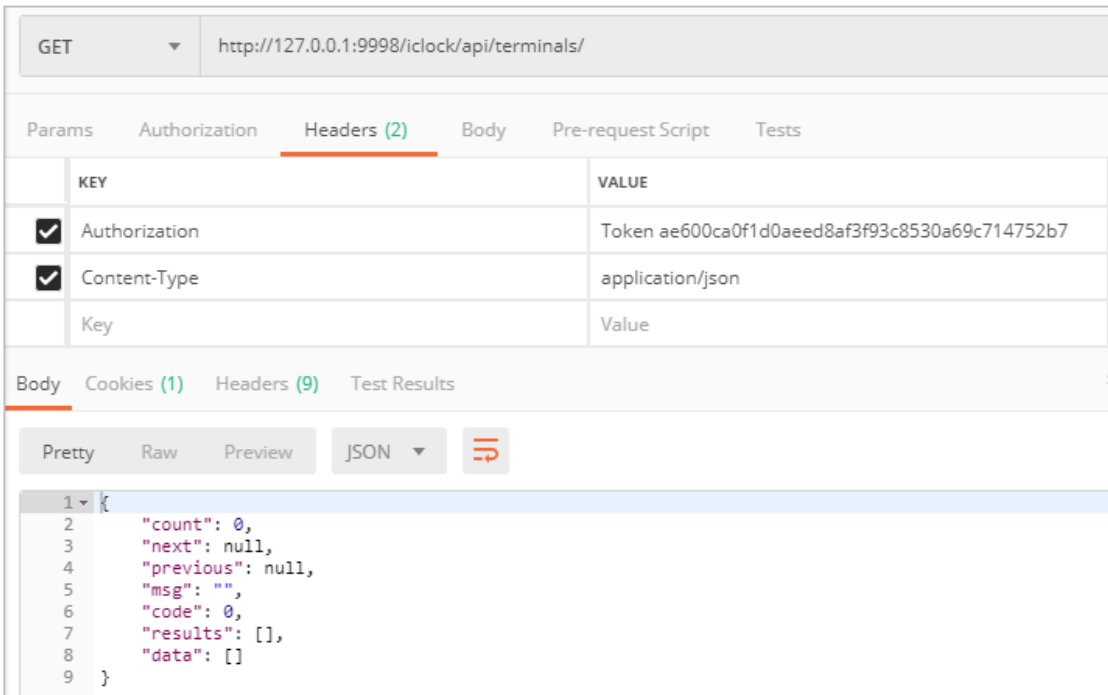 GET http://127.0.0.1:9998/iclock/api/terminals/
Params Authorization Headers (2) Body Pre-request Script Tests
KEY VALUE
Authorization Token ae600ca0f1d0aeed8af3f93c8530a69c714752b7
Content-Type application/json
Key Value
Body Cookies (1) Headers (9) Test Results
Pretty Raw Preview JSON
1 {
2 "count": 0,
3 "next": null,
4 "previous": null,
5 "msg": "",
6 "code": 0,
7 "results": [],
8 "data": []
9 }